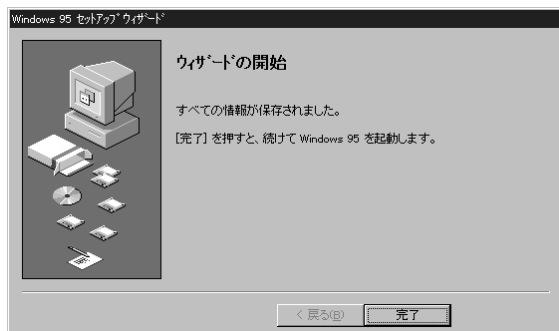 Windows 95 ｾｯﾄｱｯﾌﾟ ｳｨｻﾞｰﾄﾞ
ｳｨｻﾞｰﾄﾞの開始
すべての情報が保存されました。
[完了] を押すと、続けて Windows 95 を起動します。
< 戻る(B)
完了